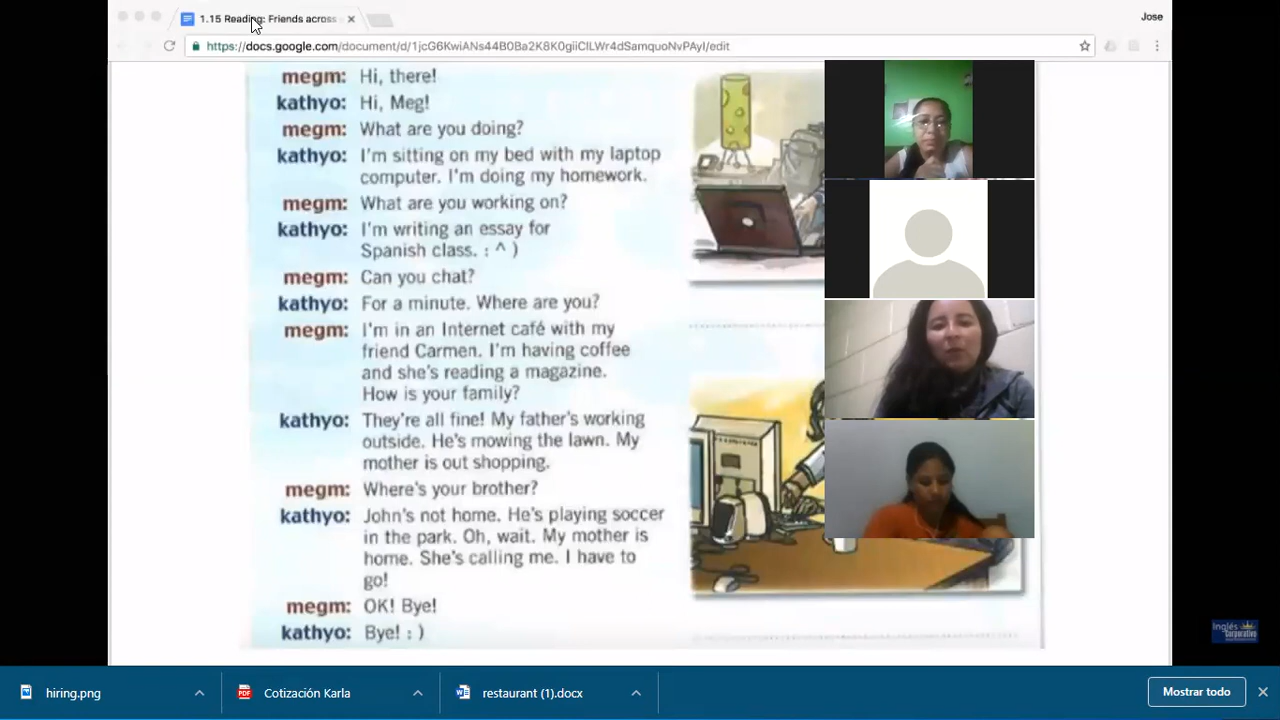 1.15 Reading: Friends across
Jose
https://docs.google.com/document/d/1jcG6KwiANs44B0Ba2K8K0giiCILWr4dSamquoNvPAyI/edit
megm: Hi, there!
kathyo: Hi, Meg!
megm: What are you doing?
kathyo: I'm sitting on my bed with my laptop
computer. I'm doing my homework.
megm: What are you working on?
kathyo: I'm writing an essay for
Spanish class. : ^ )
megm: Can you chat?
kathyo: For a minute. Where are you?
megm: I'm in an Internet café with my
friend Carmen. I'm having coffee
and she's reading a magazine.
How is your family?
kathyo: They're all fine! My father's working
outside. He's mowing the lawn. My
mother is out shopping.
megm: Where's your brother?
kathyo: John's not home. He's playing soccer
in the park. Oh, wait. My mother is
home. She's calling me. I have to
go!
megm: OK! Bye!
kathyo: Bye! : )
Inglés
Corporativo
hiring.png
PDF
Cotización Karla
restaurant (1).docx
Mostrar todo